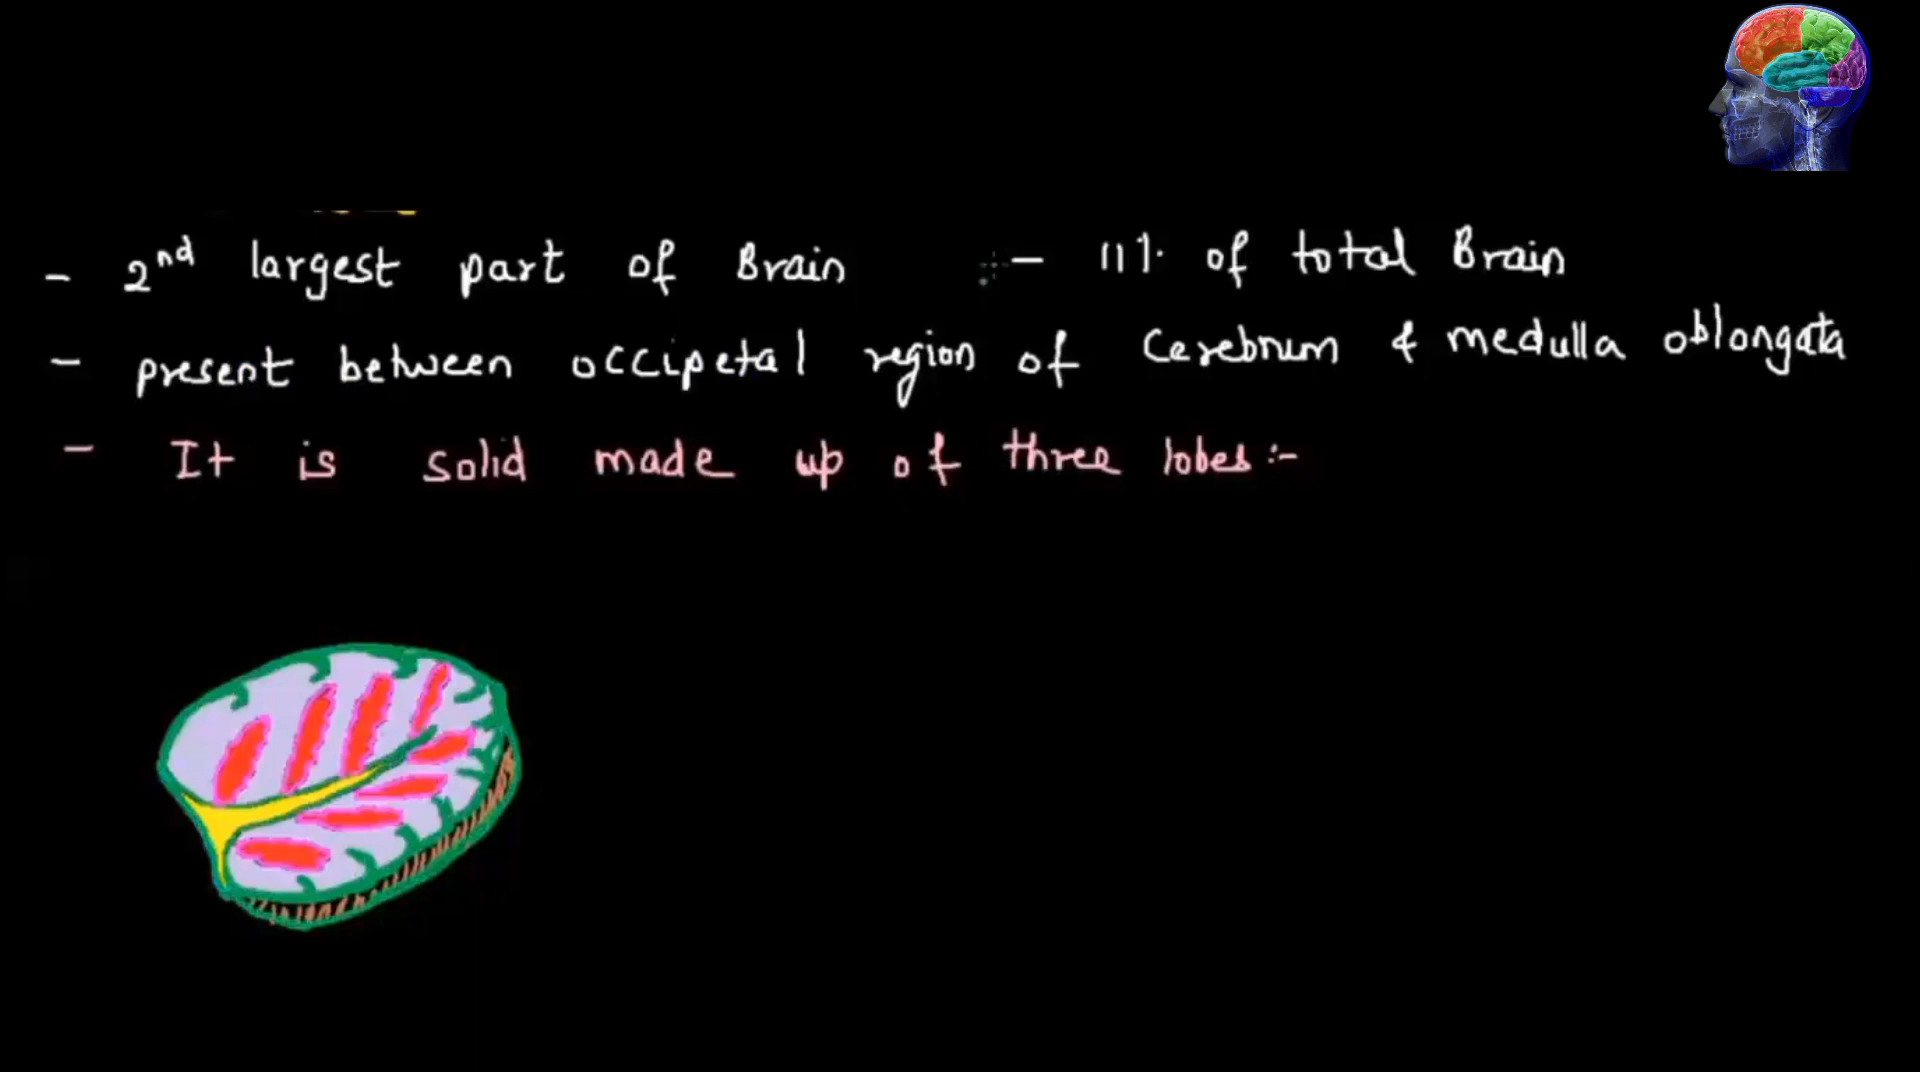 - 2nd largest part of Brain - 11% of total Brain
- present between occipetal region of Cerebrum & medulla oblongata
- It is solid made up of three lobes :-